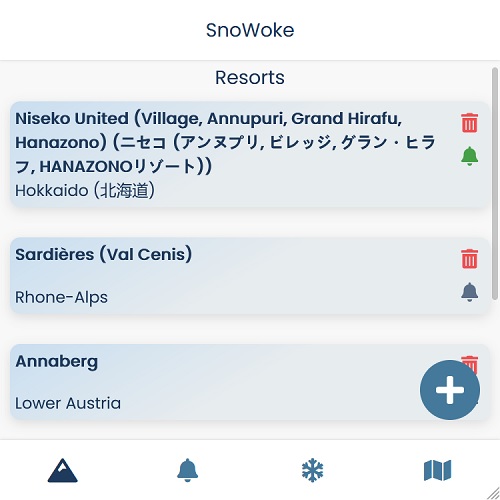 SnoWoke
Resorts
Niseko United (Village, Annupuri, Grand Hirafu,
Hanazono) (ニセコ (アンヌプリ, ビレッジ, グラン・ヒラ
フ, HANAZONOリゾート))
Hokkaido (北海道)
Sardières (Val Cenis)
Rhone-Alps
Annaberg
Lower Austria